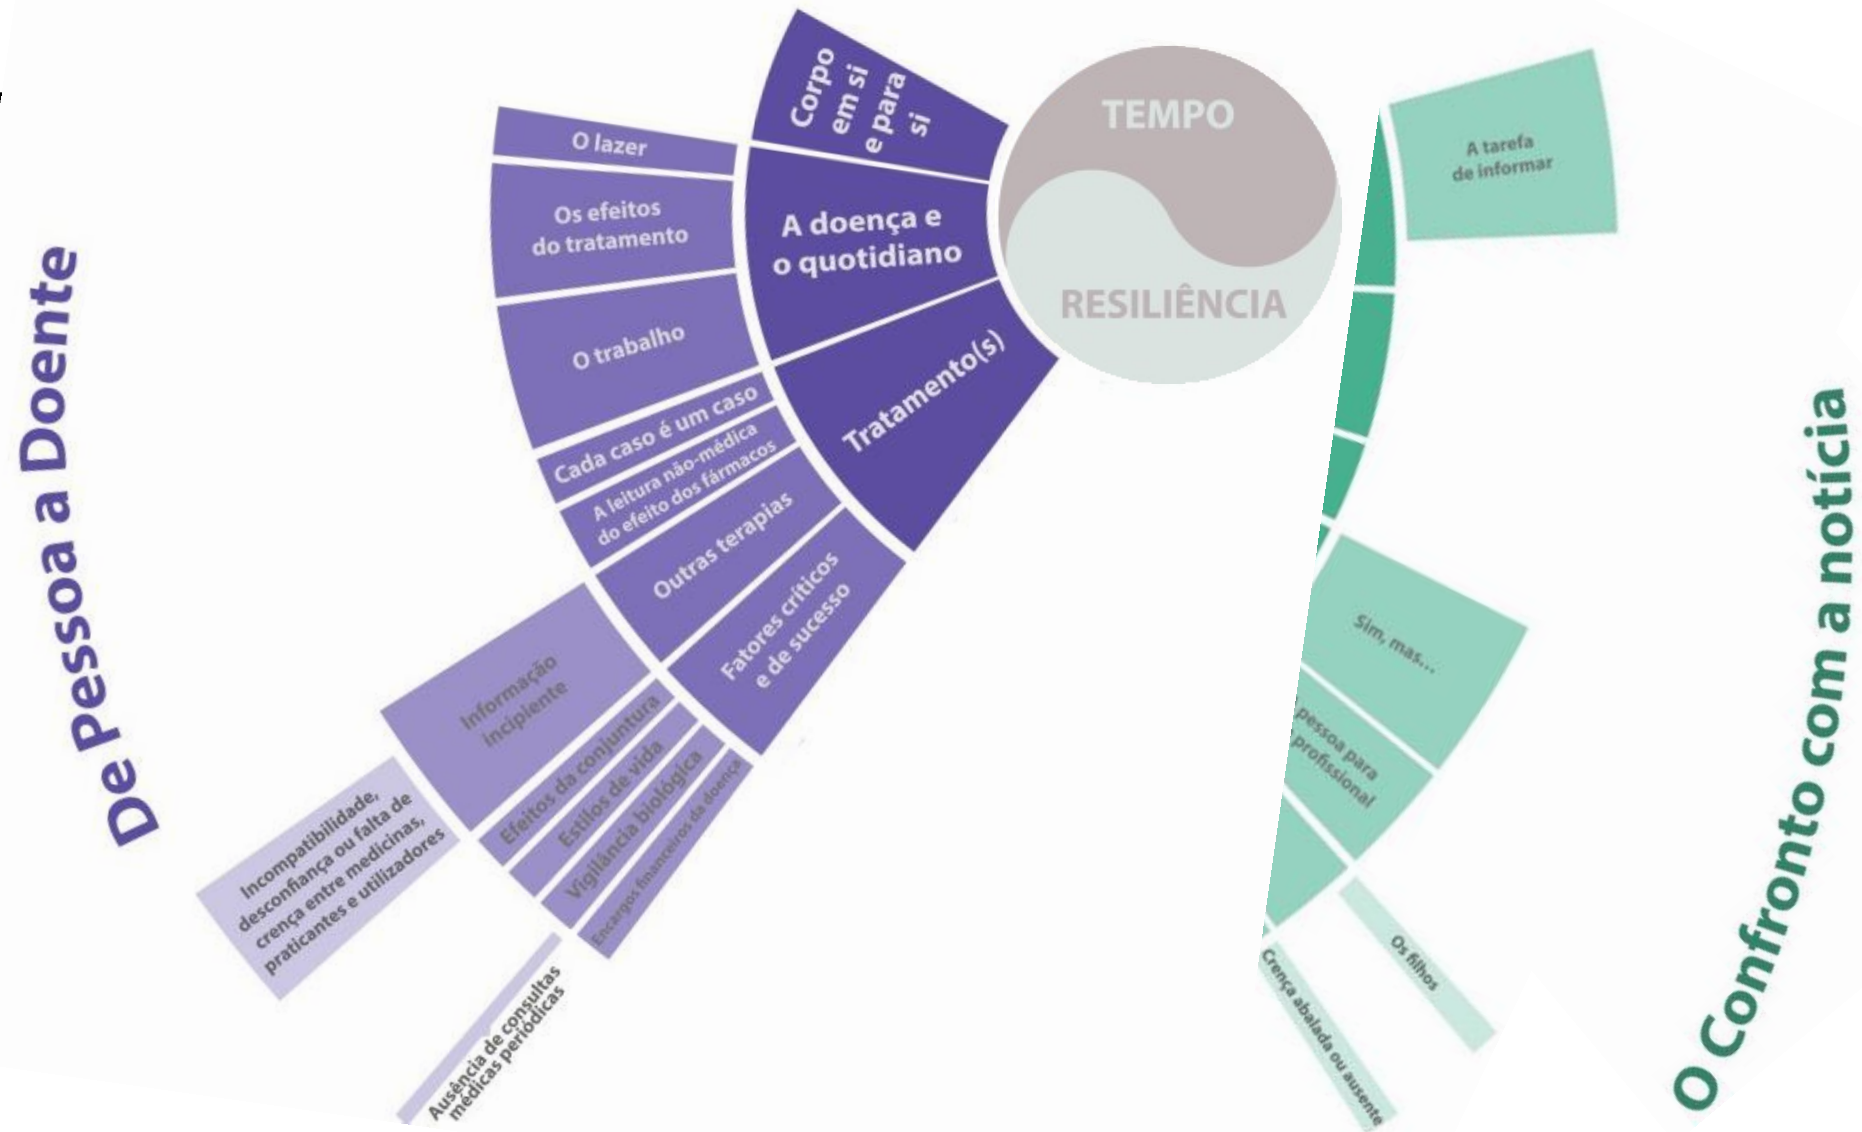 De Pessoa a Doente
Corpo
em si
e para
si
A doença e
o quotidiano
Tratamento(s)
O lazer
Os efeitos
do tratamento
O trabalho
Cada caso é um caso
A leitura não-médica
do efeito dos fármacos
Outras terapias
Fatores críticos
e de sucesso
Informação
incipiente
Efeitos da conjuntura
Estilos de vida
Vigilância biológica
Encargos financeiros da doença
Incompatibilidade,
desconfiança ou falta de
crença entre medicinas,
praticantes e utilizadores
Ausência de consultas
médicas periódicas
TEMPO
RESILIÊNCIA
A tarefa
de informar
Sim, mas...
pessoa para
profissional
Os filhos
Crença abalada ou ausente
O Confronto com a notícia